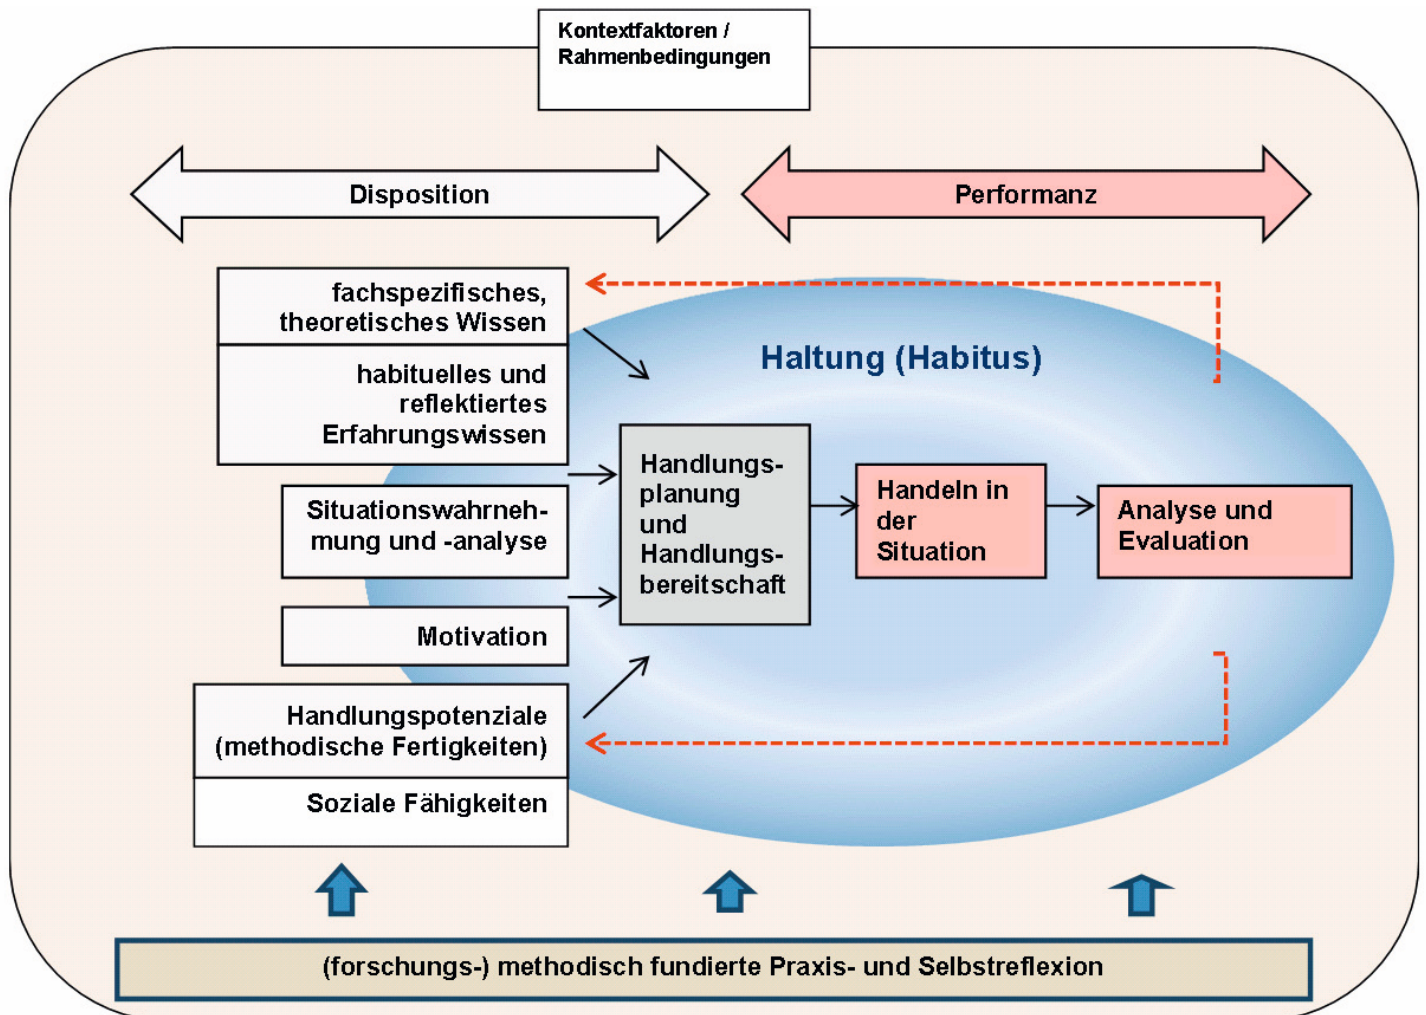 Kontextfaktoren /
Rahmenbedingungen
Disposition
Performanz
fachspezifisches,
theoretisches Wissen
habituelles und
reflektiertes
Erfahrungswissen
Situationswahrneh-
mung und -analyse
Motivation
Handlungspotenziale
(methodische Fertigkeiten)
Soziale Fähigkeiten
Haltung (Habitus)
Handlungs-
planung
und
Handlungs-
bereitschaft
Handeln in
der
Situation
Analyse und
Evaluation
(forschungs-) methodisch fundierte Praxis- und Selbstreflexion